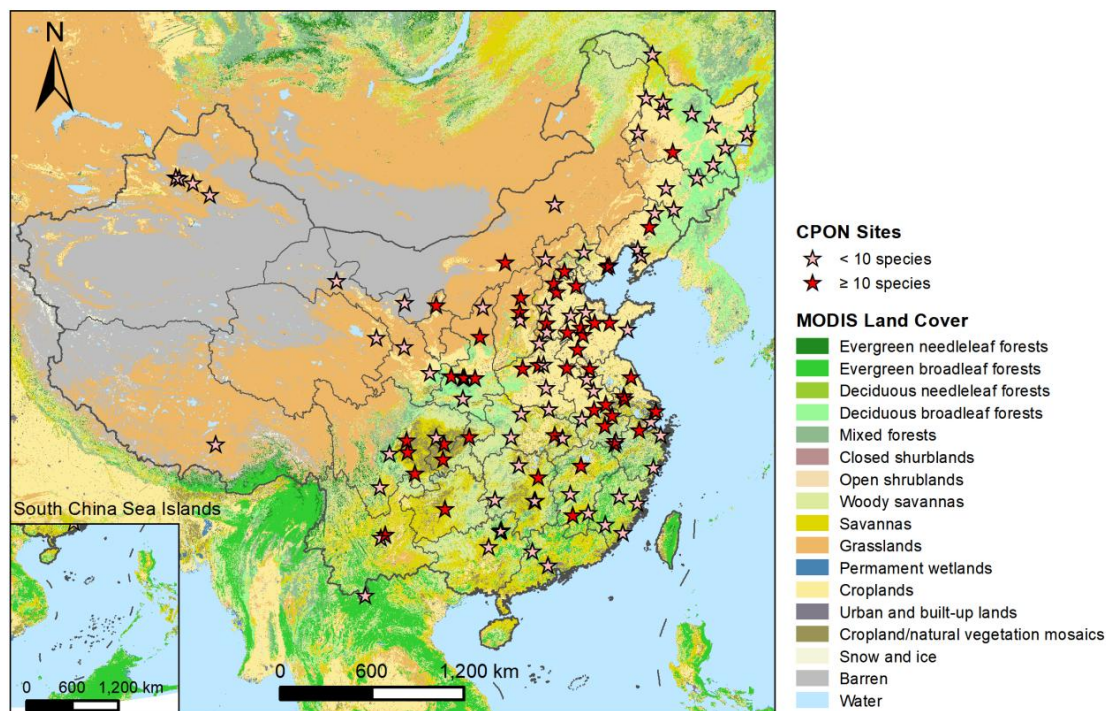 N
South China Sea Islands
0 600 1,200 km
0 600 1,200 km
CPON Sites
< 10 species
≥ 10 species
MODIS Land Cover
Evergreen needleleaf forests
Evergreen broadleaf forests
Deciduous needleleaf forests
Deciduous broadleaf forests
Mixed forests
Closed shurblands
Open shrublands
Woody savannas
Savannas
Grasslands
Permament wetlands
Croplands
Urban and built-up lands
Cropland/natural vegetation mosaics
Snow and ice
Barren
Water